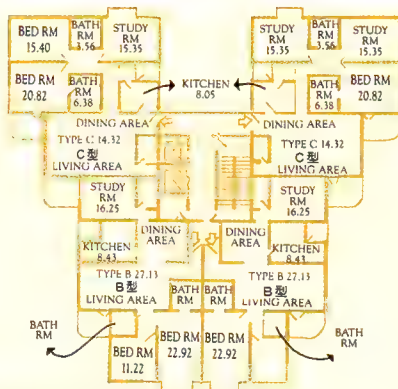 BATH RM 3.56
STUDY RM 15.35
BED RM 15.40
BED RM 20.82
BATH RM 6.38
KITCHEN 8.05
STUDY RM 15.35
BATH RM 3.56
STUDY RM 15.35
BATH RM 6.38
BED RM 20.82
DINING AREA
TYPE C 14.32
C型
LIVING AREA
DINING AREA
TYPE C 14.32
C型
LIVING AREA
STUDY RM 16.25
STUDY RM 16.25
DINING AREA
DINING AREA
KITCHEN 8.43
KITCHEN 8.43
TYPE B 27.13
B型
LIVING AREA
TYPE B 27.13
B型
LIVING AREA
BATH RM
BATH RM
BATH RM
BATH RM
BED RM 11.22
BED RM 22.92
BED RM 22.92